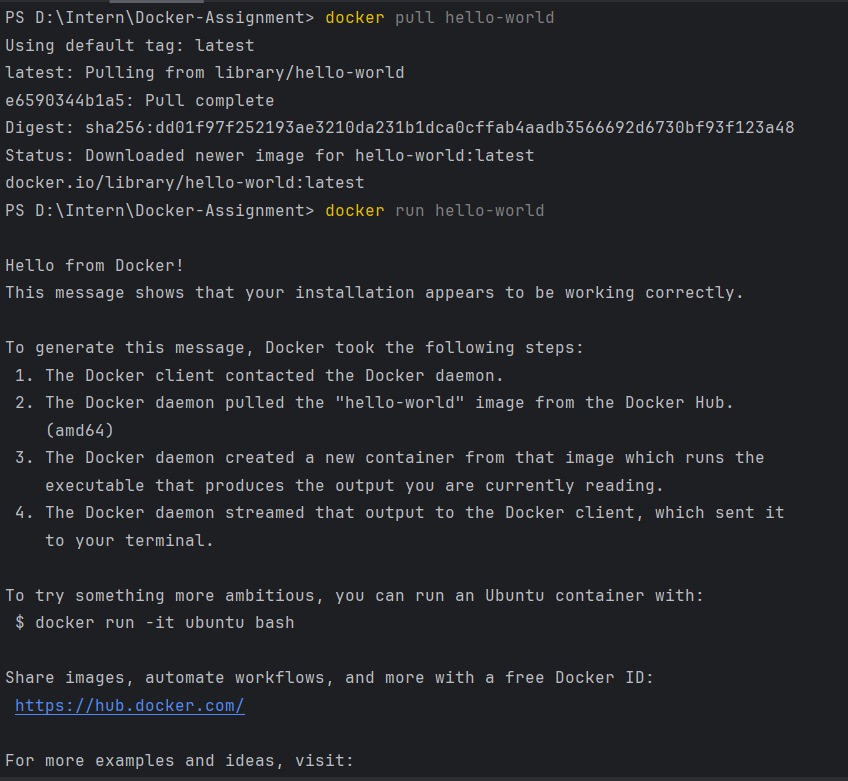 PS D:\Intern\Docker-Assignment> docker pull hello-world
Using default tag: latest
latest: Pulling from library/hello-world
e6590344b1a5: Pull complete
Digest: sha256:dd01f97f252193ae3210da231b1dca0cffab4aadb3566692d6730bf93f123a48
Status: Downloaded newer image for hello-world:latest
docker.io/library/hello-world:latest
PS D:\Intern\Docker-Assignment> docker run hello-world
Hello from Docker!
This message shows that your installation appears to be working correctly.
To generate this message, Docker took the following steps:
1. The Docker client contacted the Docker daemon.
2. The Docker daemon pulled the "hello-world" image from the Docker Hub.
(amd64)
3. The Docker daemon created a new container from that image which runs the
executable that produces the output you are currently reading.
4. The Docker daemon streamed that output to the Docker client, which sent it
to your terminal.
To try something more ambitious, you can run an Ubuntu container with:
$ docker run -it ubuntu bash
Share images, automate workflows, and more with a free Docker ID:
https://hub.docker.com/
For more examples and ideas, visit: